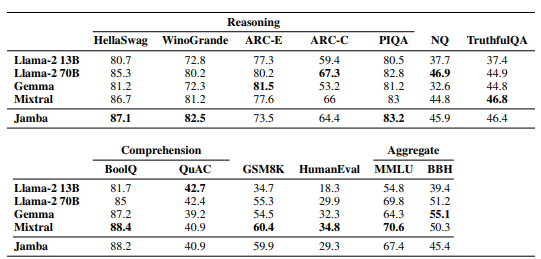 Reasoning
HellaSwag WinoGrande ARC-E ARC-C PIQA NQ TruthfulQA
Llama-2 13B 80.7 72.8 77.3 59.4 80.5 37.7 37.4
Llama-2 70B 85.3 80.2 80.2 67.3 82.8 46.9 44.9
Gemma 81.2 72.3 81.5 53.2 81.2 32.6 44.8
Mixtral 86.7 81.2 77.6 66 83 44.8 46.8
Jamba 87.1 82.5 73.5 64.4 83.2 45.9 46.4
Comprehension Aggregate
BoolQ QuAC GSM8K HumanEval MMLU BBH
Llama-2 13B 81.7 42.7 34.7 18.3 54.8 39.4
Llama-2 70B 85 42.4 55.3 29.9 69.8 51.2
Gemma 87.2 39.2 54.5 32.3 64.3 55.1
Mixtral 88.4 40.9 60.4 34.8 70.6 50.3
Jamba 88.2 40.9 59.9 29.3 67.4 45.4